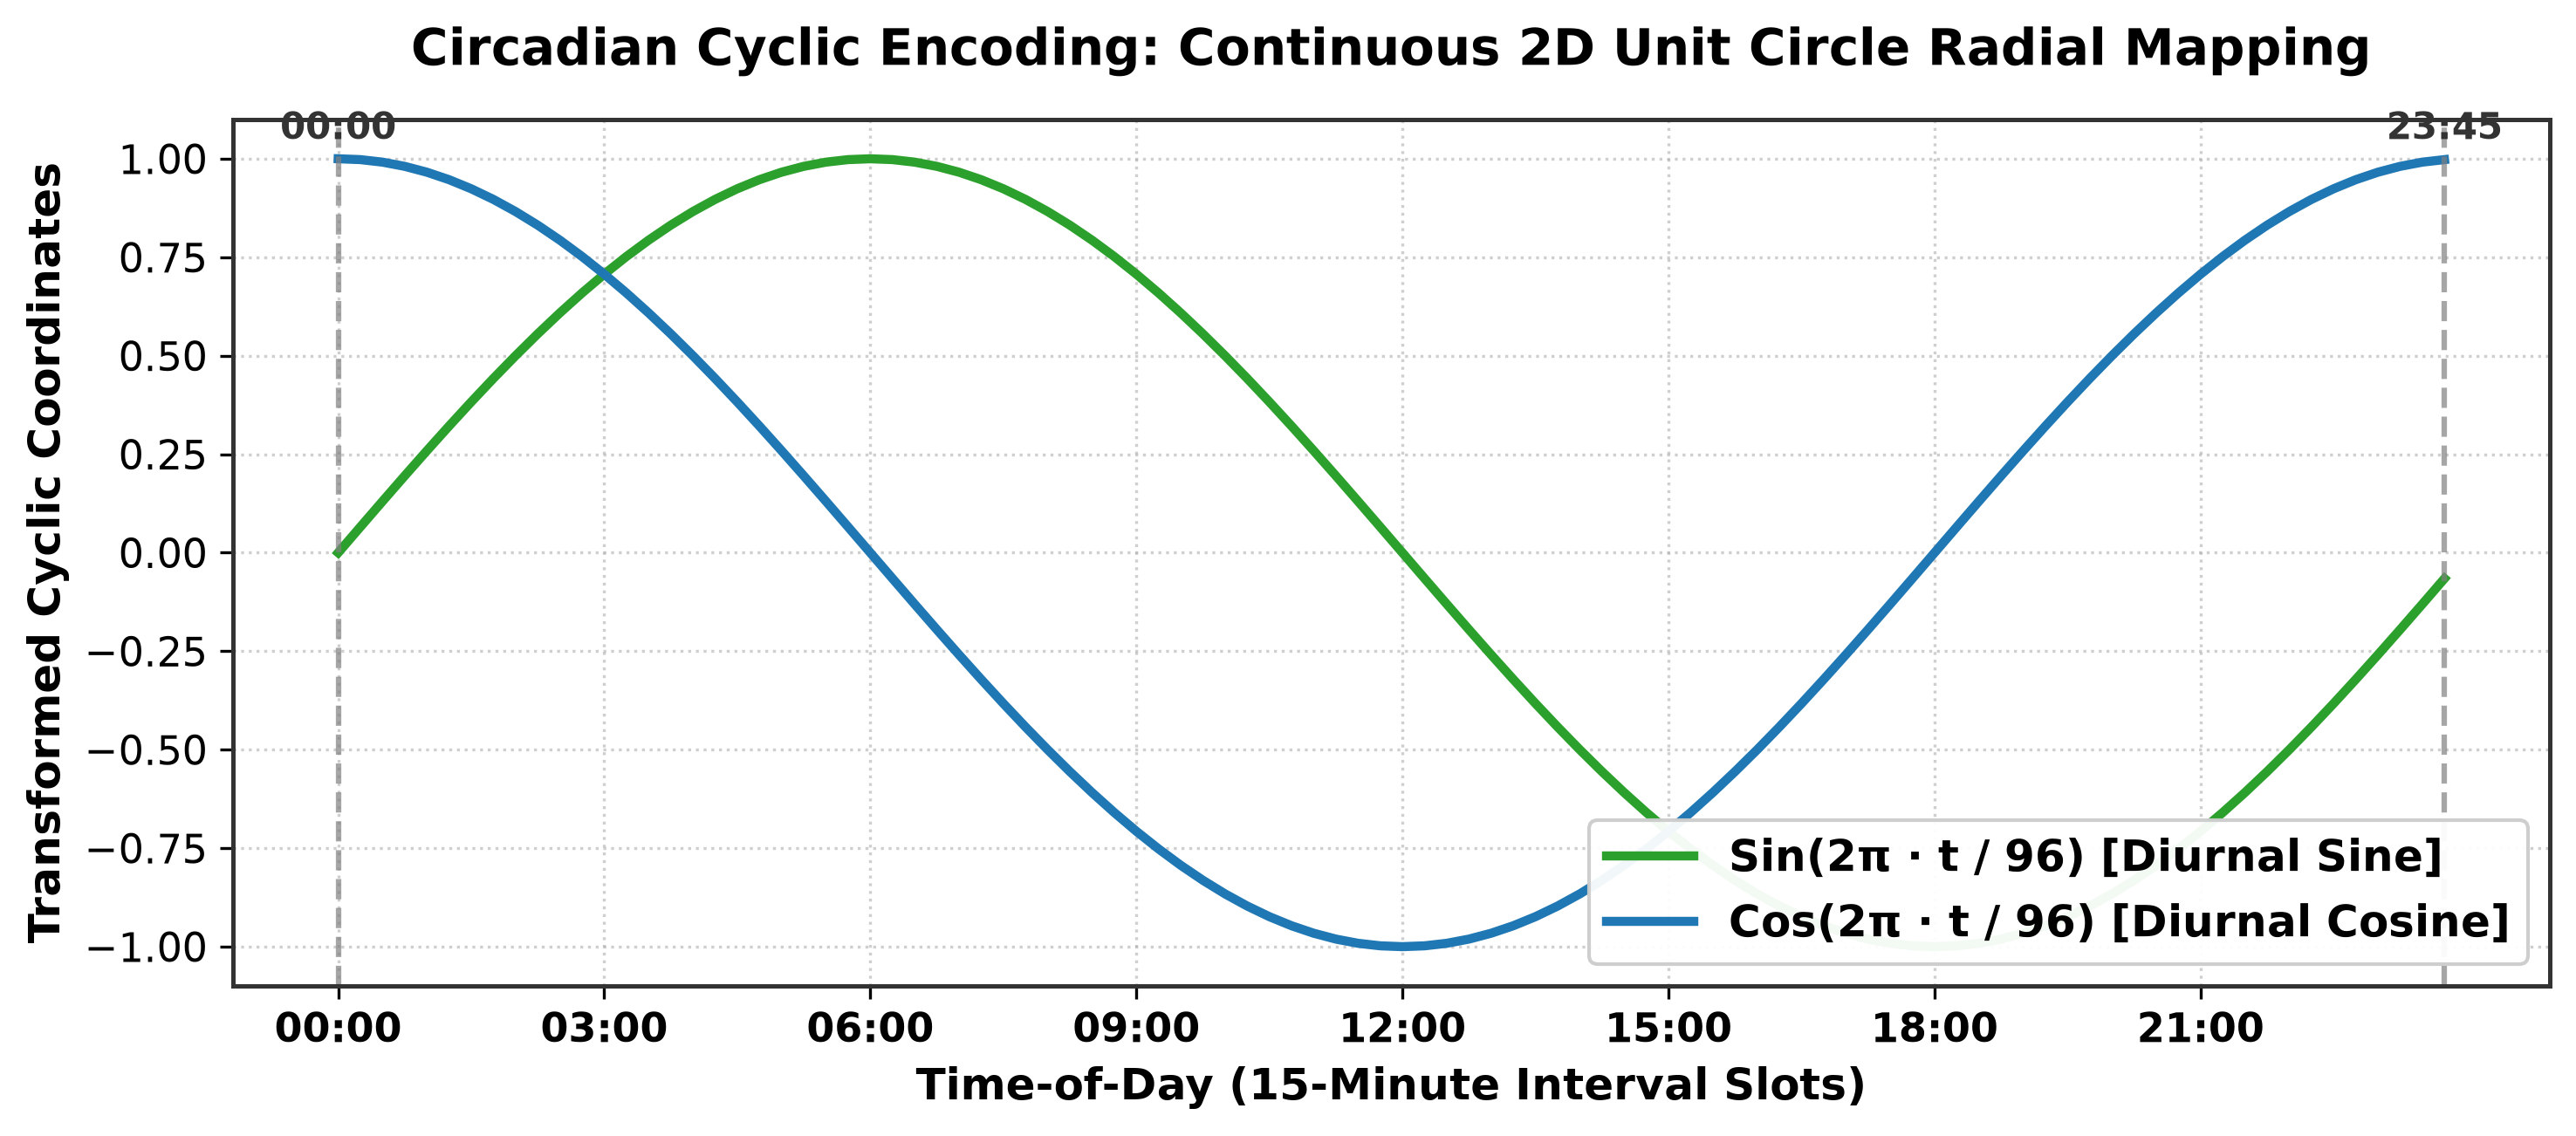 Circadian Cyclic Encoding: Continuous 2D Unit Circle Radial Mapping
00:00
23:45
Transformed Cyclic Coordinates
1.00
0.75
0.50
0.25
0.00
−0.25
−0.50
−0.75
−1.00
Sin(2π · t / 96) [Diurnal Sine]
Cos(2π · t / 96) [Diurnal Cosine]
00:00 03:00 06:00 09:00 12:00 15:00 18:00 21:00
Time-of-Day (15-Minute Interval Slots)